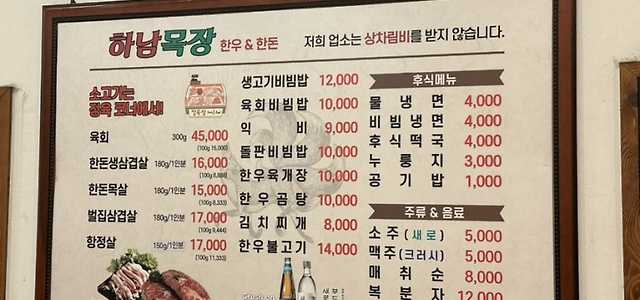 하남목장 한우 & 한돈
저희 업소는 상차림비를 받지 않습니다.
소고기는
정육 코너에서!
육회 300g 45,000
(100g 15,000)
한돈생삼겹살 180g/1인분 16,000
(100g 8,888)
한돈목살 180g/1인분 15,000
(100g 8,333)
벌집삼겹살 180g/1인분 17,000
(100g 9,444)
항정살 150g/1인분 17,000
(100g 11,333)
생고기비빔밥 12,000
육회비빔밥 10,000
익비 9,000
돌판비빔밥 10,000
한우육개장 10,000
한우곰탕 10,000
김치찌개 8,000
한우불고기 14,000
후식메뉴
물냉면 4,000
비빔냉면 4,000
후식떡국 4,000
누룽지 3,000
공기밥 1,000
주류 & 음료
소주(새로) 5,000
맥주(크러시) 5,000
매취순 8,000
복분자 12,000